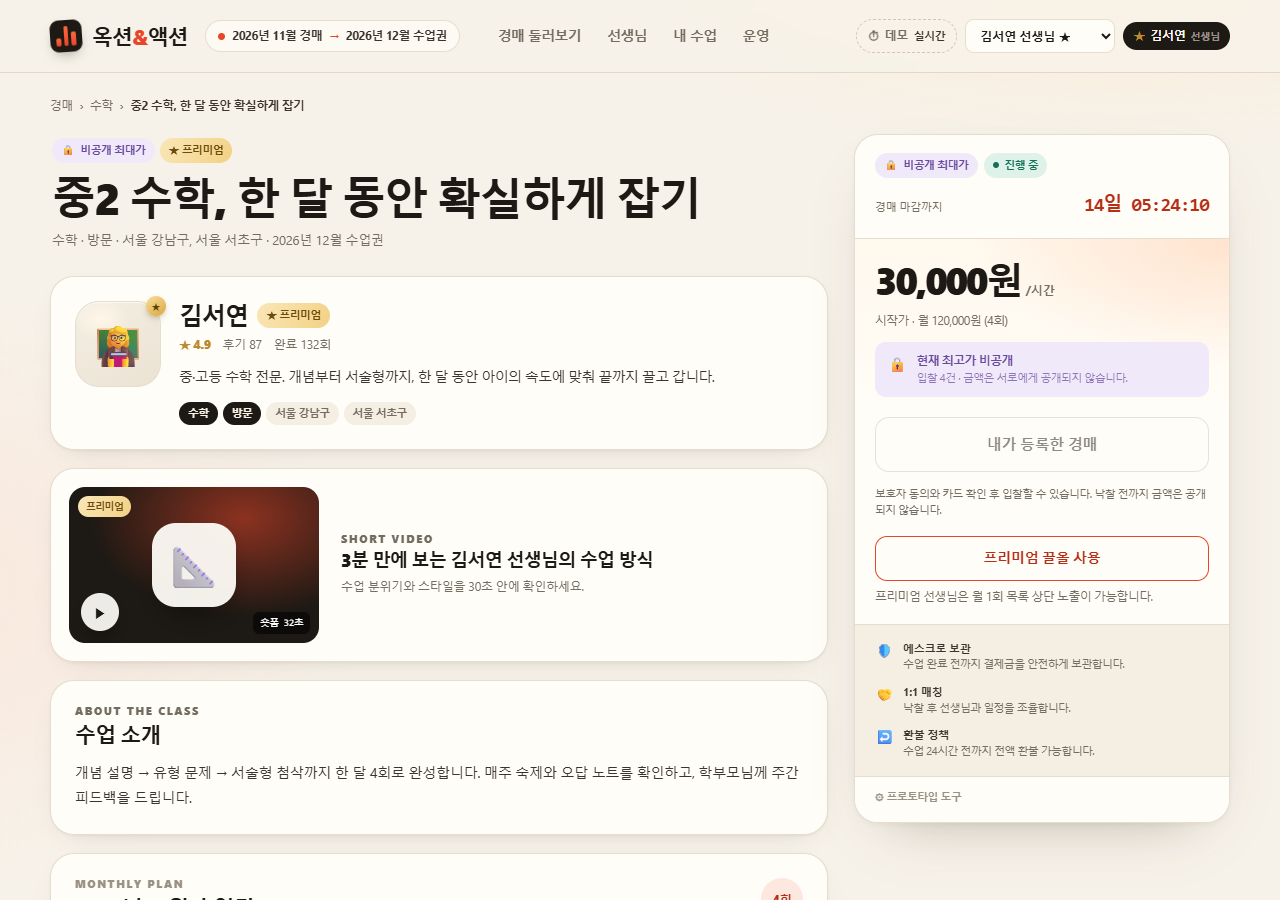 옥션&액션
2026년 11월 경매 → 2026년 12월 수업권
경매 둘러보기
선생님
내 수업
운영
데모 실시간
김서연 선생님 ★
★ 김서연 선생님
경매 › 수학 › 중2 수학, 한 달 동안 확실하게 잡기
비공개 최대가
★ 프리미엄
중2 수학, 한 달 동안 확실하게 잡기
수학 · 방문 · 서울 강남구, 서울 서초구 · 2026년 12월 수업권
★
김서연
★ 프리미엄
★ 4.9 후기 87 완료 132회
중·고등 수학 전문. 개념부터 서술형까지, 한 달 동안 아이의 속도에 맞춰 끝까지 끌고 갑니다.
수학
방문
서울 강남구
서울 서초구
프리미엄
숏폼 32초
SHORT VIDEO
3분 만에 보는 김서연 선생님의 수업 방식
수업 분위기와 스타일을 30초 안에 확인하세요.
ABOUT THE CLASS
수업 소개
개념 설명 → 유형 문제 → 서술형 첨삭까지 한 달 4회로 완성합니다. 매주 숙제와 오답 노트를 확인하고, 학부모님께 주간
피드백을 드립니다.
MONTHLY PLAN
비공개 최대가
진행 중
경매 마감까지
14일 05:24:10
30,000원 /시간
시작가 · 월 120,000원 (4회)
현재 최고가 비공개
입찰 4건 · 금액은 서로에게 공개되지 않습니다.
내가 등록한 경매
보호자 동의와 카드 확인 후 입찰할 수 있습니다. 낙찰 전까지 금액은 공개
되지 않습니다.
프리미엄 끌올 사용
프리미엄 선생님은 월 1회 목록 상단 노출이 가능합니다.
에스크로 보관
수업 완료 전까지 결제금을 안전하게 보관합니다.
1:1 매칭
낙찰 후 선생님과 일정을 조율합니다.
환불 정책
수업 24시간 전까지 전액 환불 가능합니다.
⚙ 프로토타입 도구